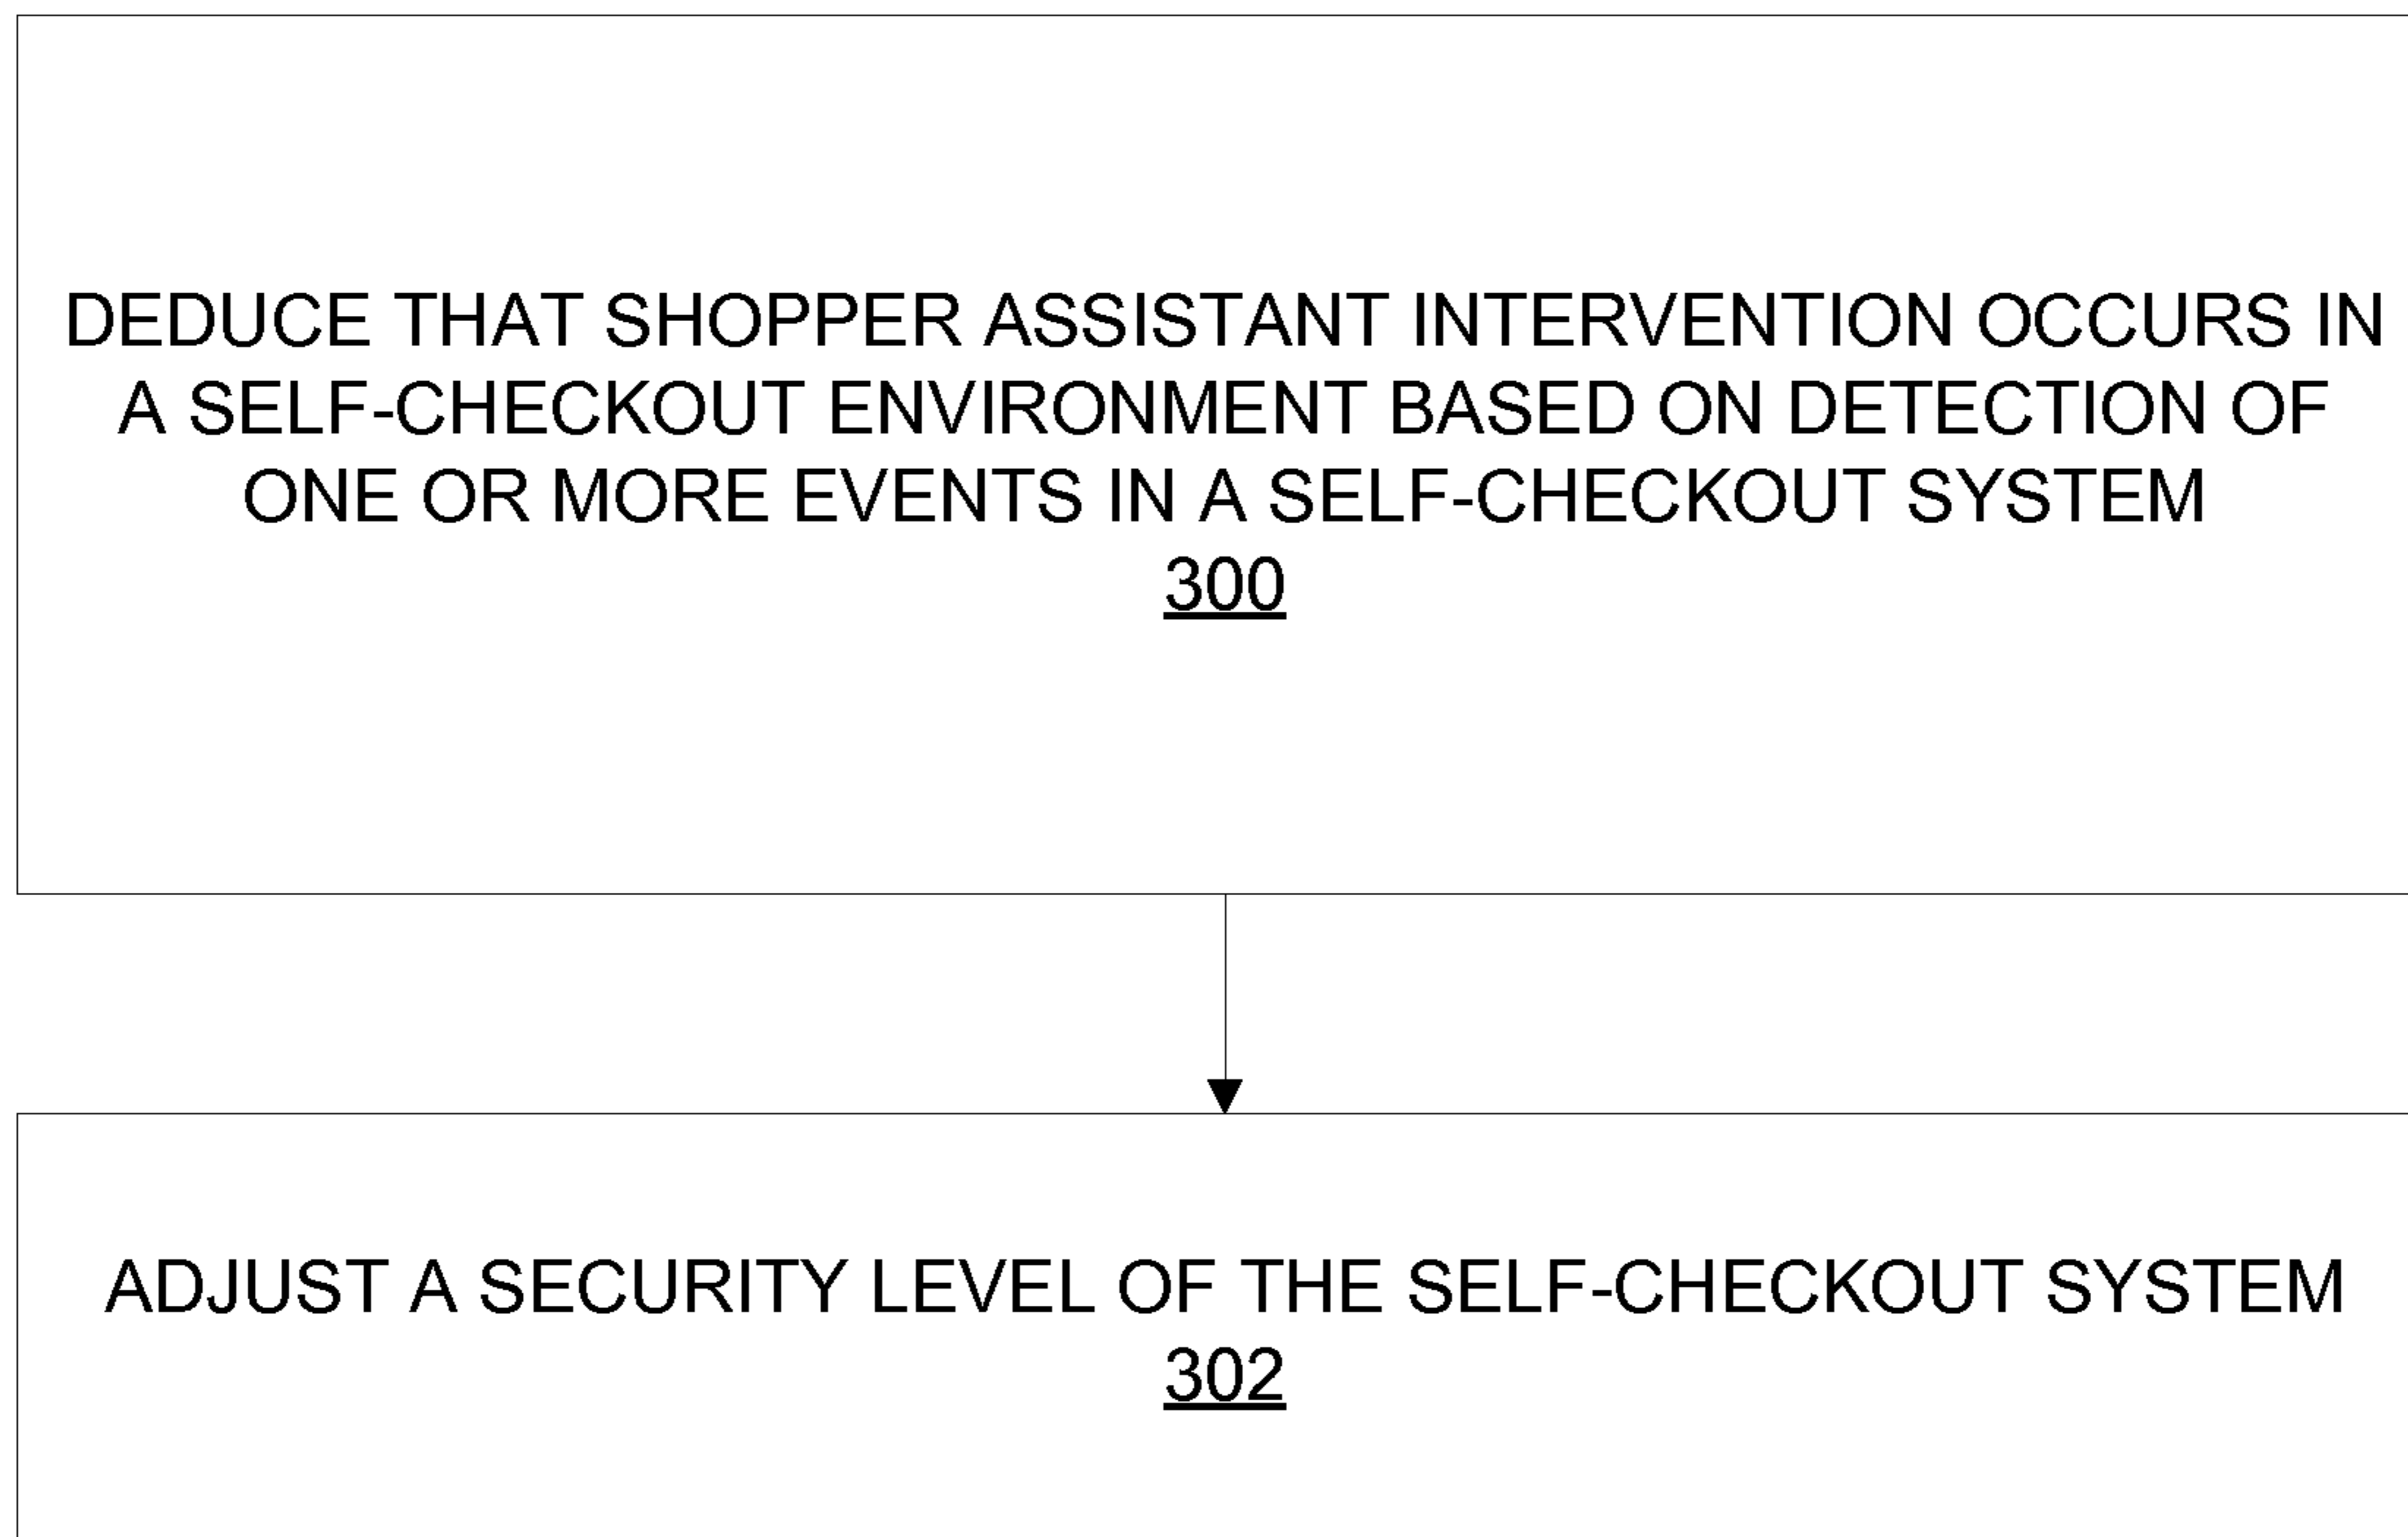 DEDUCE THAT SHOPPER ASSISTANT INTERVENTION OCCURS IN
A SELF-CHECKOUT ENVIRONMENT BASED ON DETECTION OF
ONE OR MORE EVENTS IN A SELF-CHECKOUT SYSTEM
300
ADJUST A SECURITY LEVEL OF THE SELF-CHECKOUT SYSTEM
302